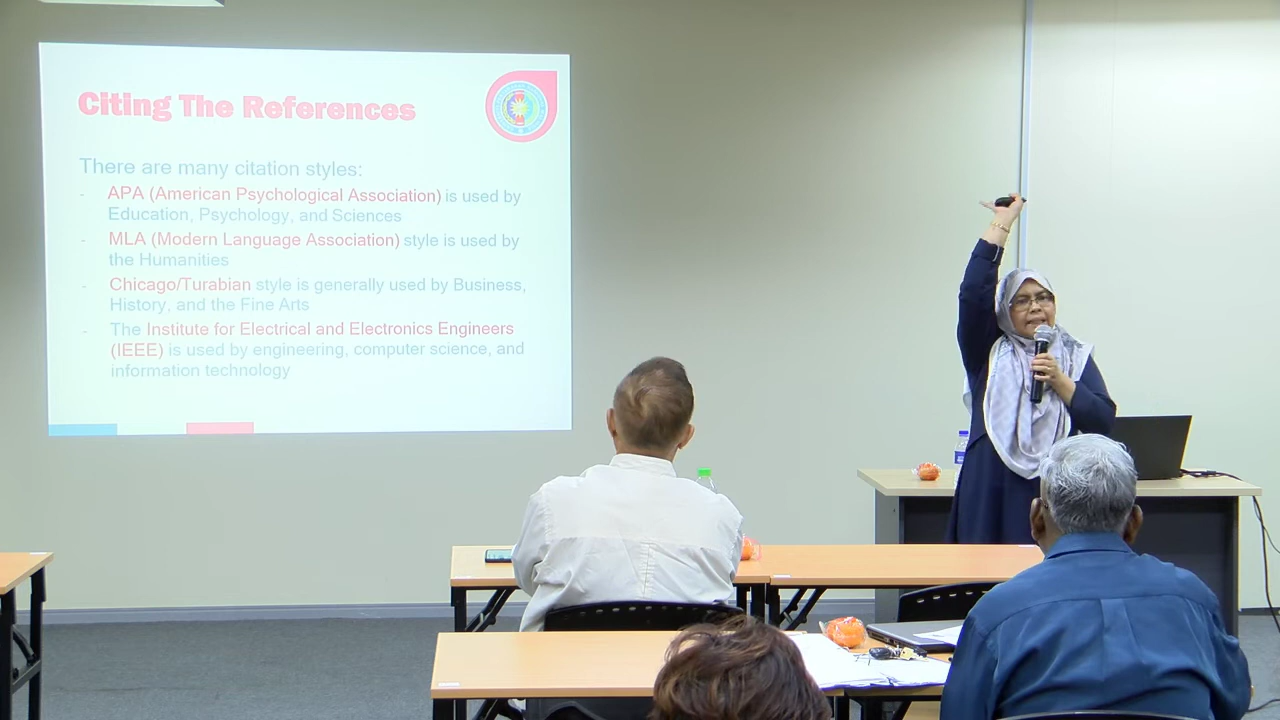 Citing The References
There are many citation styles:
- APA (American Psychological Association) is used by
Education, Psychology, and Sciences
- MLA (Modern Language Association) style is used by
the Humanities
- Chicago/Turabian style is generally used by Business,
History, and the Fine Arts
- The Institute for Electrical and Electronics Engineers
(IEEE) is used by engineering, computer science, and
information technology